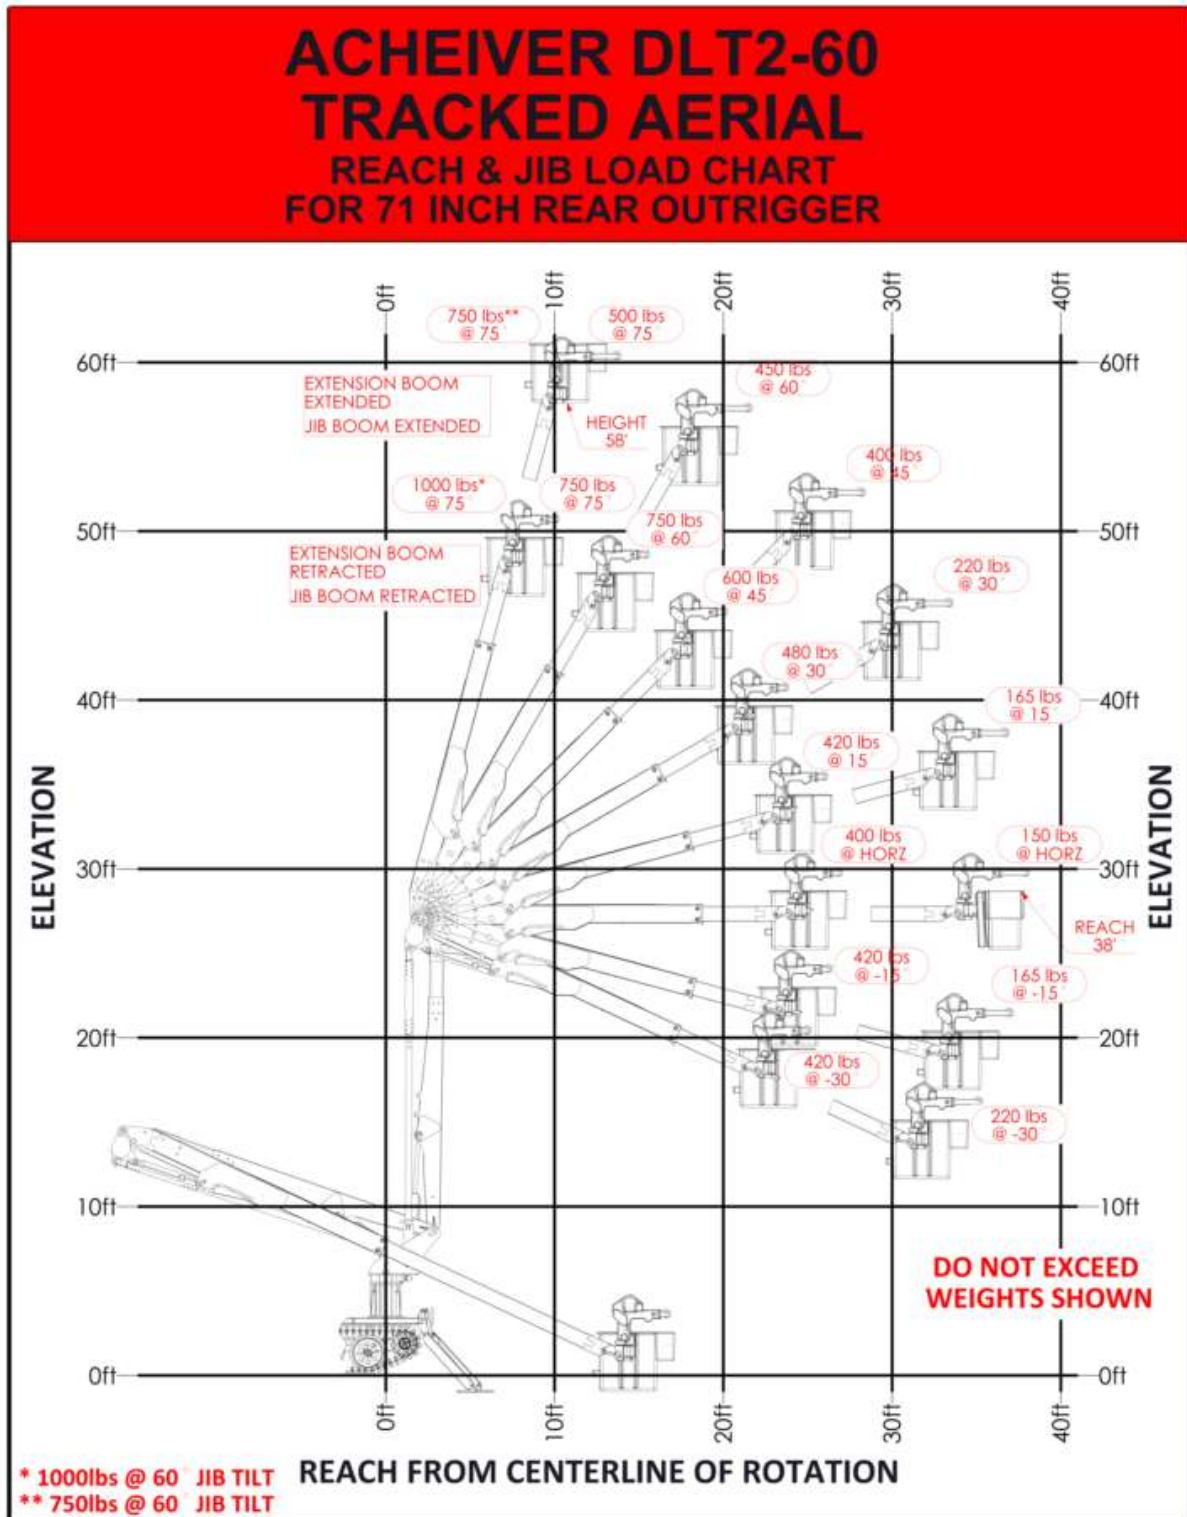 ACHEIVER DLT2-60
TRACKED AERIAL
REACH & JIB LOAD CHART
FOR 71 INCH REAR OUTRIGGER
0ft
10ft
20ft
30ft
40ft
750 lbs**
@ 75°
500 lbs
@ 75°
60ft
60ft
450 lbs
@ 60°
EXTENSION BOOM
EXTENDED
JIB BOOM EXTENDED
HEIGHT
58'
400 lbs
@ 45°
1000 lbs*
@ 75°
750 lbs
@ 75°
750 lbs
@ 60°
50ft
50ft
EXTENSION BOOM
RETRACTED
JIB BOOM RETRACTED
600 lbs
@ 45°
220 lbs
@ 30°
480 lbs
@ 30°
40ft
40ft
165 lbs
@ 15°
420 lbs
@ 15°
ELEVATION
ELEVATION
400 lbs
@ HORZ
150 lbs
@ HORZ
30ft
30ft
REACH
38'
420 lbs
@ -15°
165 lbs
@ -15°
20ft
20ft
420 lbs
@ -30°
220 lbs
@ -30°
10ft
10ft
DO NOT EXCEED
WEIGHTS SHOWN
0ft
0ft
0ft
10ft
20ft
30ft
40ft
REACH FROM CENTERLINE OF ROTATION
* 1000lbs @ 60° JIB TILT
** 750lbs @ 60° JIB TILT